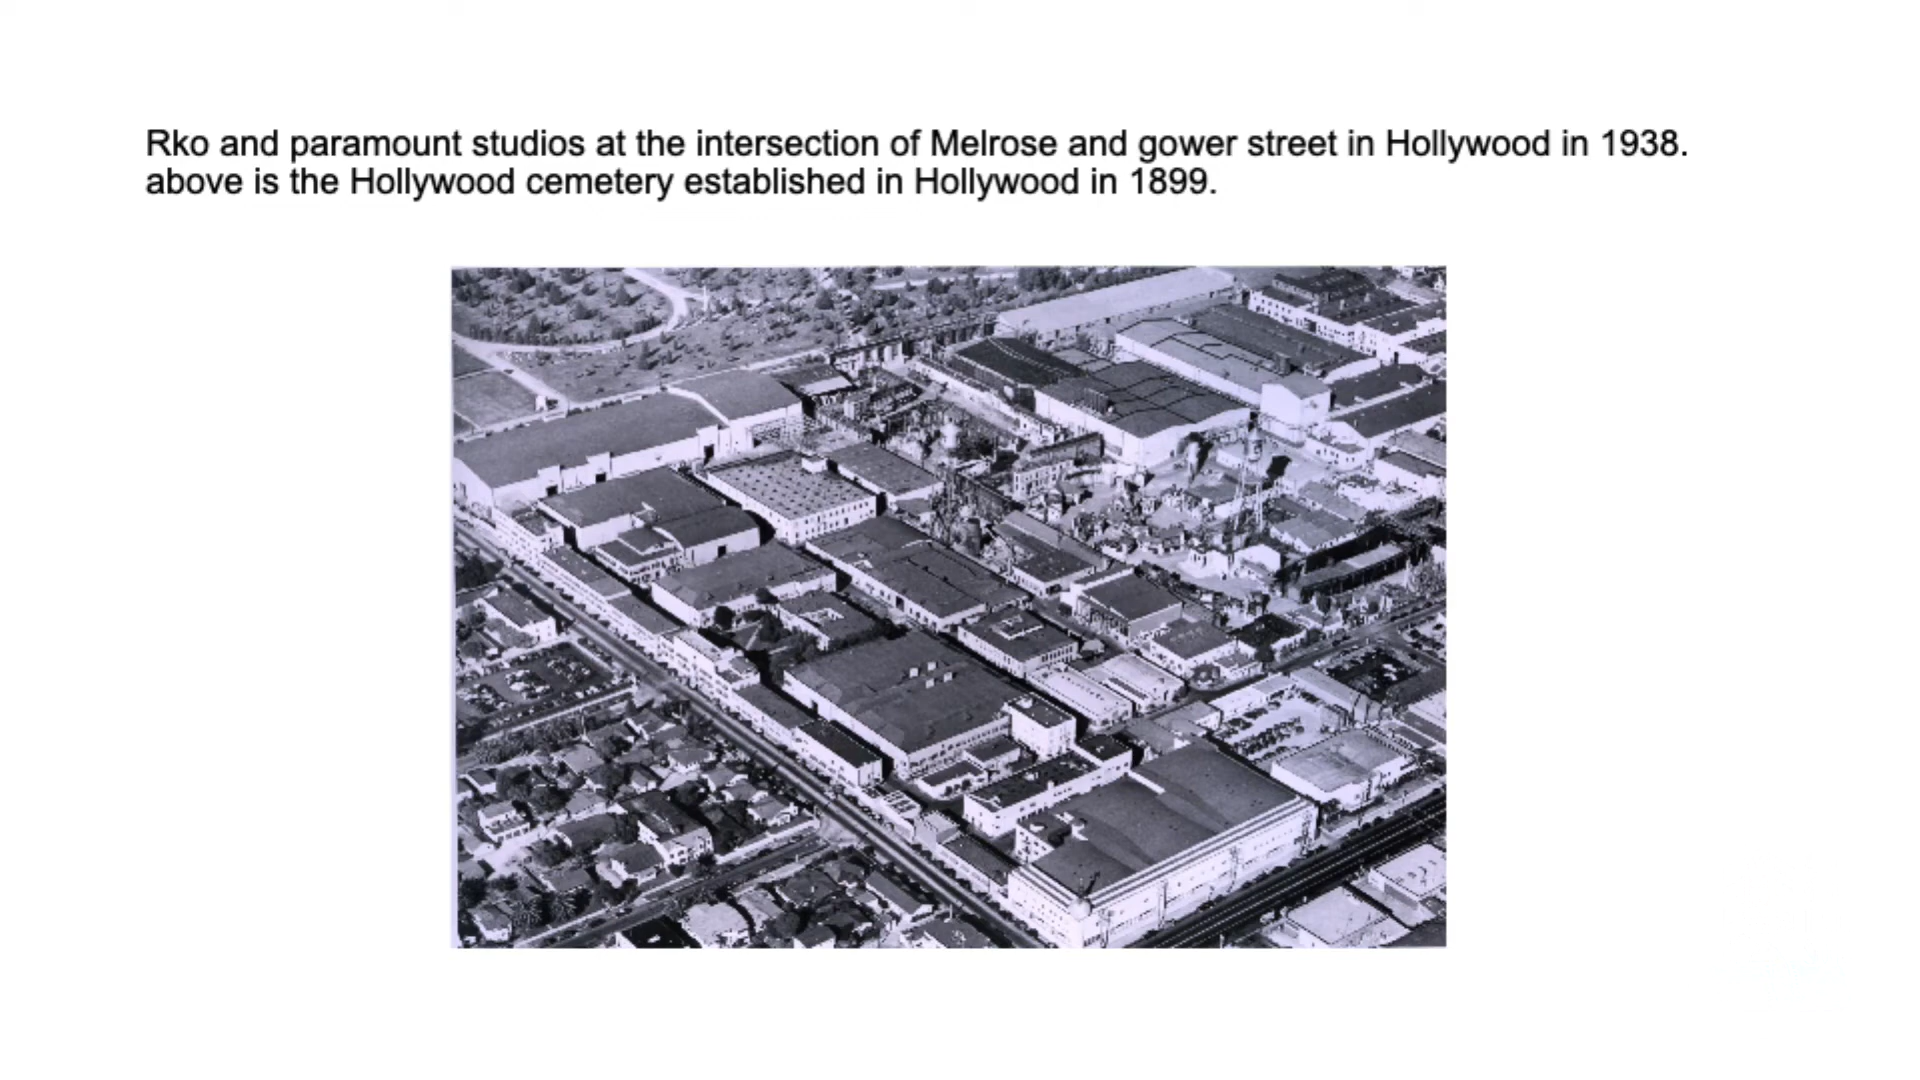 Rko and paramount studios at the intersection of Melrose and gower street in Hollywood in 1938.
above is the Hollywood cemetery established in Hollywood in 1899.